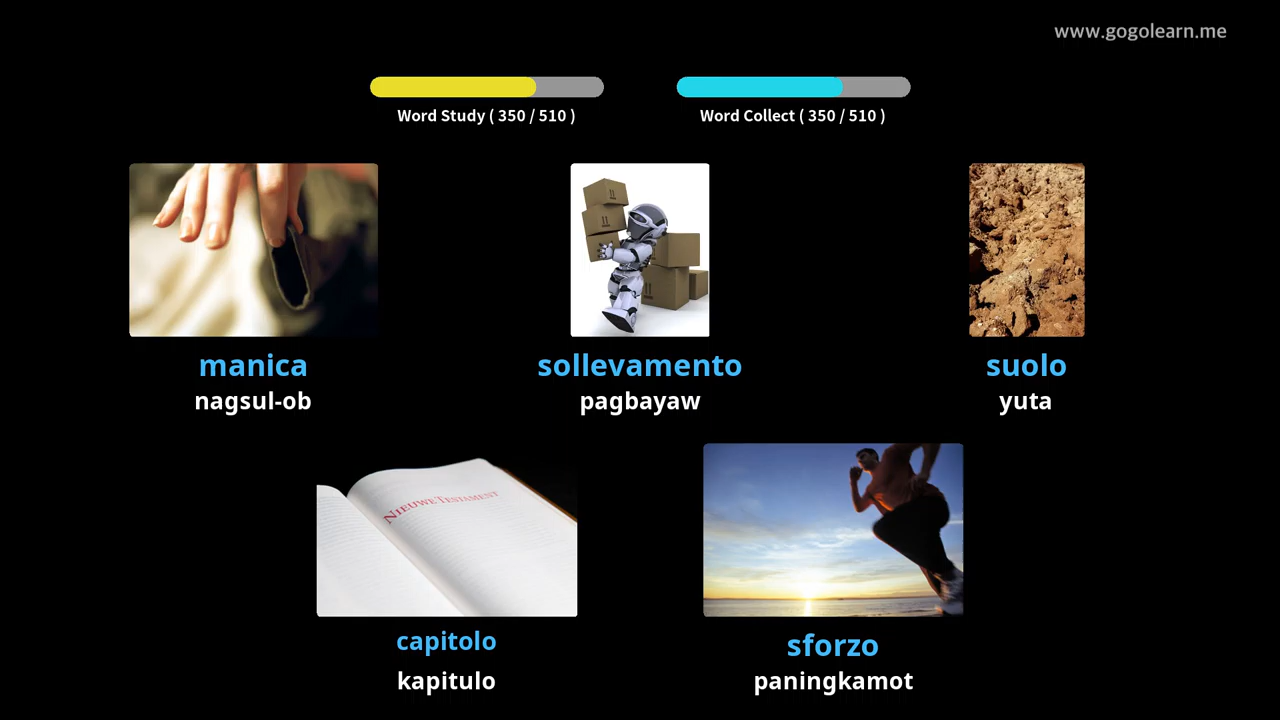 www.gogolearn.me
Word Study ( 350 / 510 )
Word Collect ( 350 / 510 )
manica
nagsul-ob
sollevamento
pagbayaw
suolo
yuta
NIEUWE TESTAMENT
capitolo
kapitulo
sforzo
paningkamot